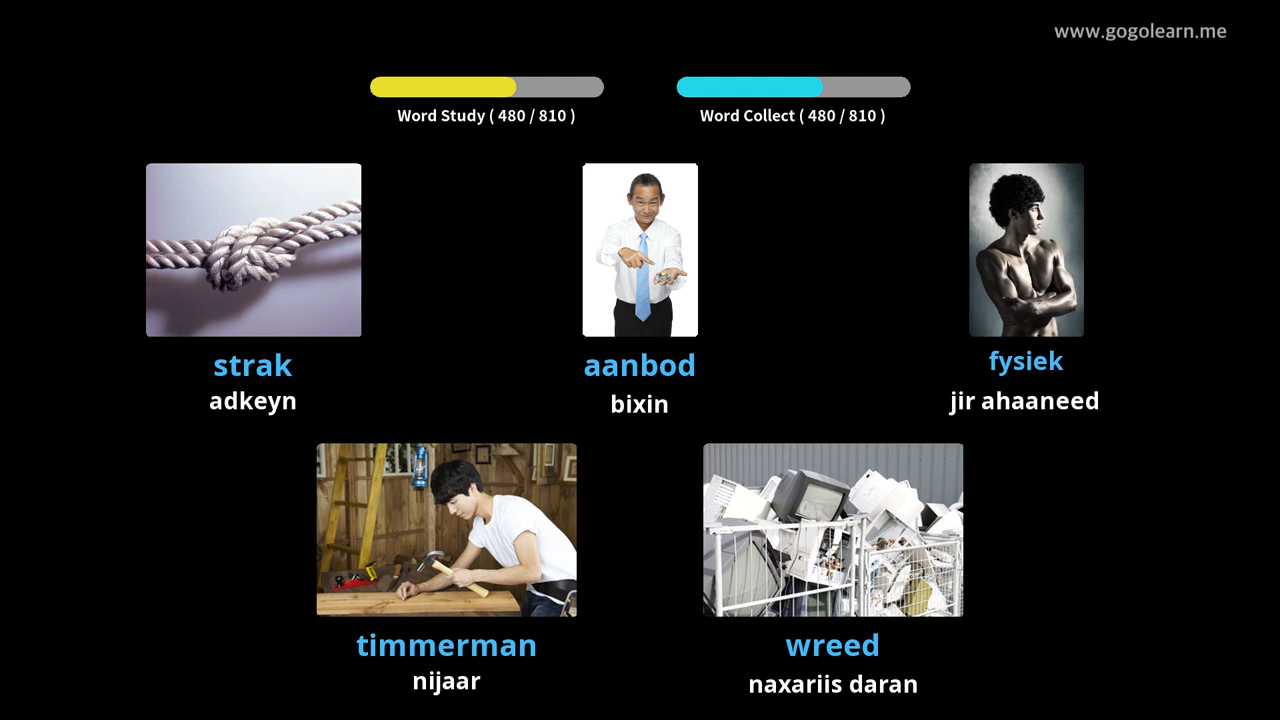 www.gogolearn.me
Word Study ( 480 / 810 )
Word Collect ( 480 / 810 )
strak
adkeyn
aanbod
bixin
fysiek
jir ahaaneed
timmerman
nijaar
wreed
naxariis daran